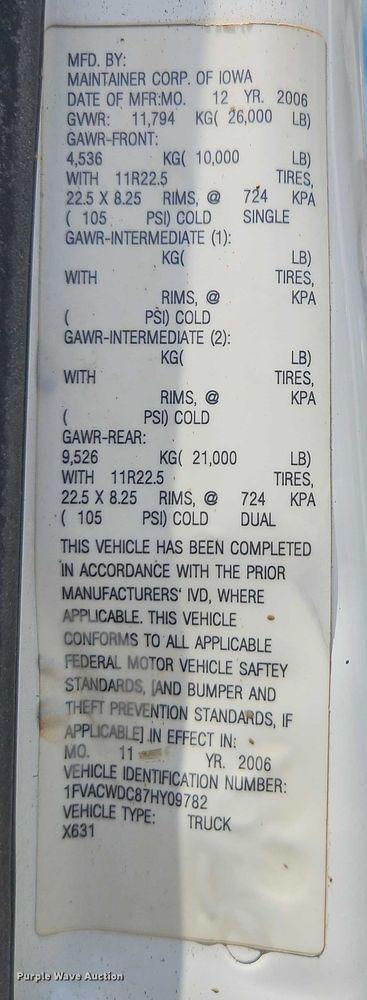 MFD. BY:
MAINTAINER CORP. OF IOWA
DATE OF MFR:MO. 12 YR. 2006
GVWR: 11,794 KG( 26,000 LB)
GAWR-FRONT:
4,536 KG( 10,000 LB)
WITH 11R22.5 TIRES,
22.5 X 8.25 RIMS, @ 724 KPA
( 105 PSI) COLD SINGLE
GAWR-INTERMEDIATE (1):
KG( LB)
WITH TIRES,
RIMS, @ KPA
( PSI) COLD
GAWR-INTERMEDIATE (2):
KG( LB)
WITH TIRES,
RIMS, @ KPA
( PSI) COLD
GAWR-REAR:
9,526 KG( 21,000 LB)
WITH 11R22.5 TIRES,
22.5 X 8.25 RIMS, @ 724 KPA
( 105 PSI) COLD DUAL
THIS VEHICLE HAS BEEN COMPLETED
IN ACCORDANCE WITH THE PRIOR
MANUFACTURERS' IVD, WHERE
APPLICABLE. THIS VEHICLE
CONFORMS TO ALL APPLICABLE
FEDERAL MOTOR VEHICLE SAFTEY
STANDARDS, [AND BUMPER AND
THEFT PREVENTION STANDARDS, IF
APPLICABLE] IN EFFECT IN:
MO. 11 YR. 2006
VEHICLE IDENTIFICATION NUMBER:
1FVACWDC87HY09782
VEHICLE TYPE: TRUCK
X631
Purple Wave Auction